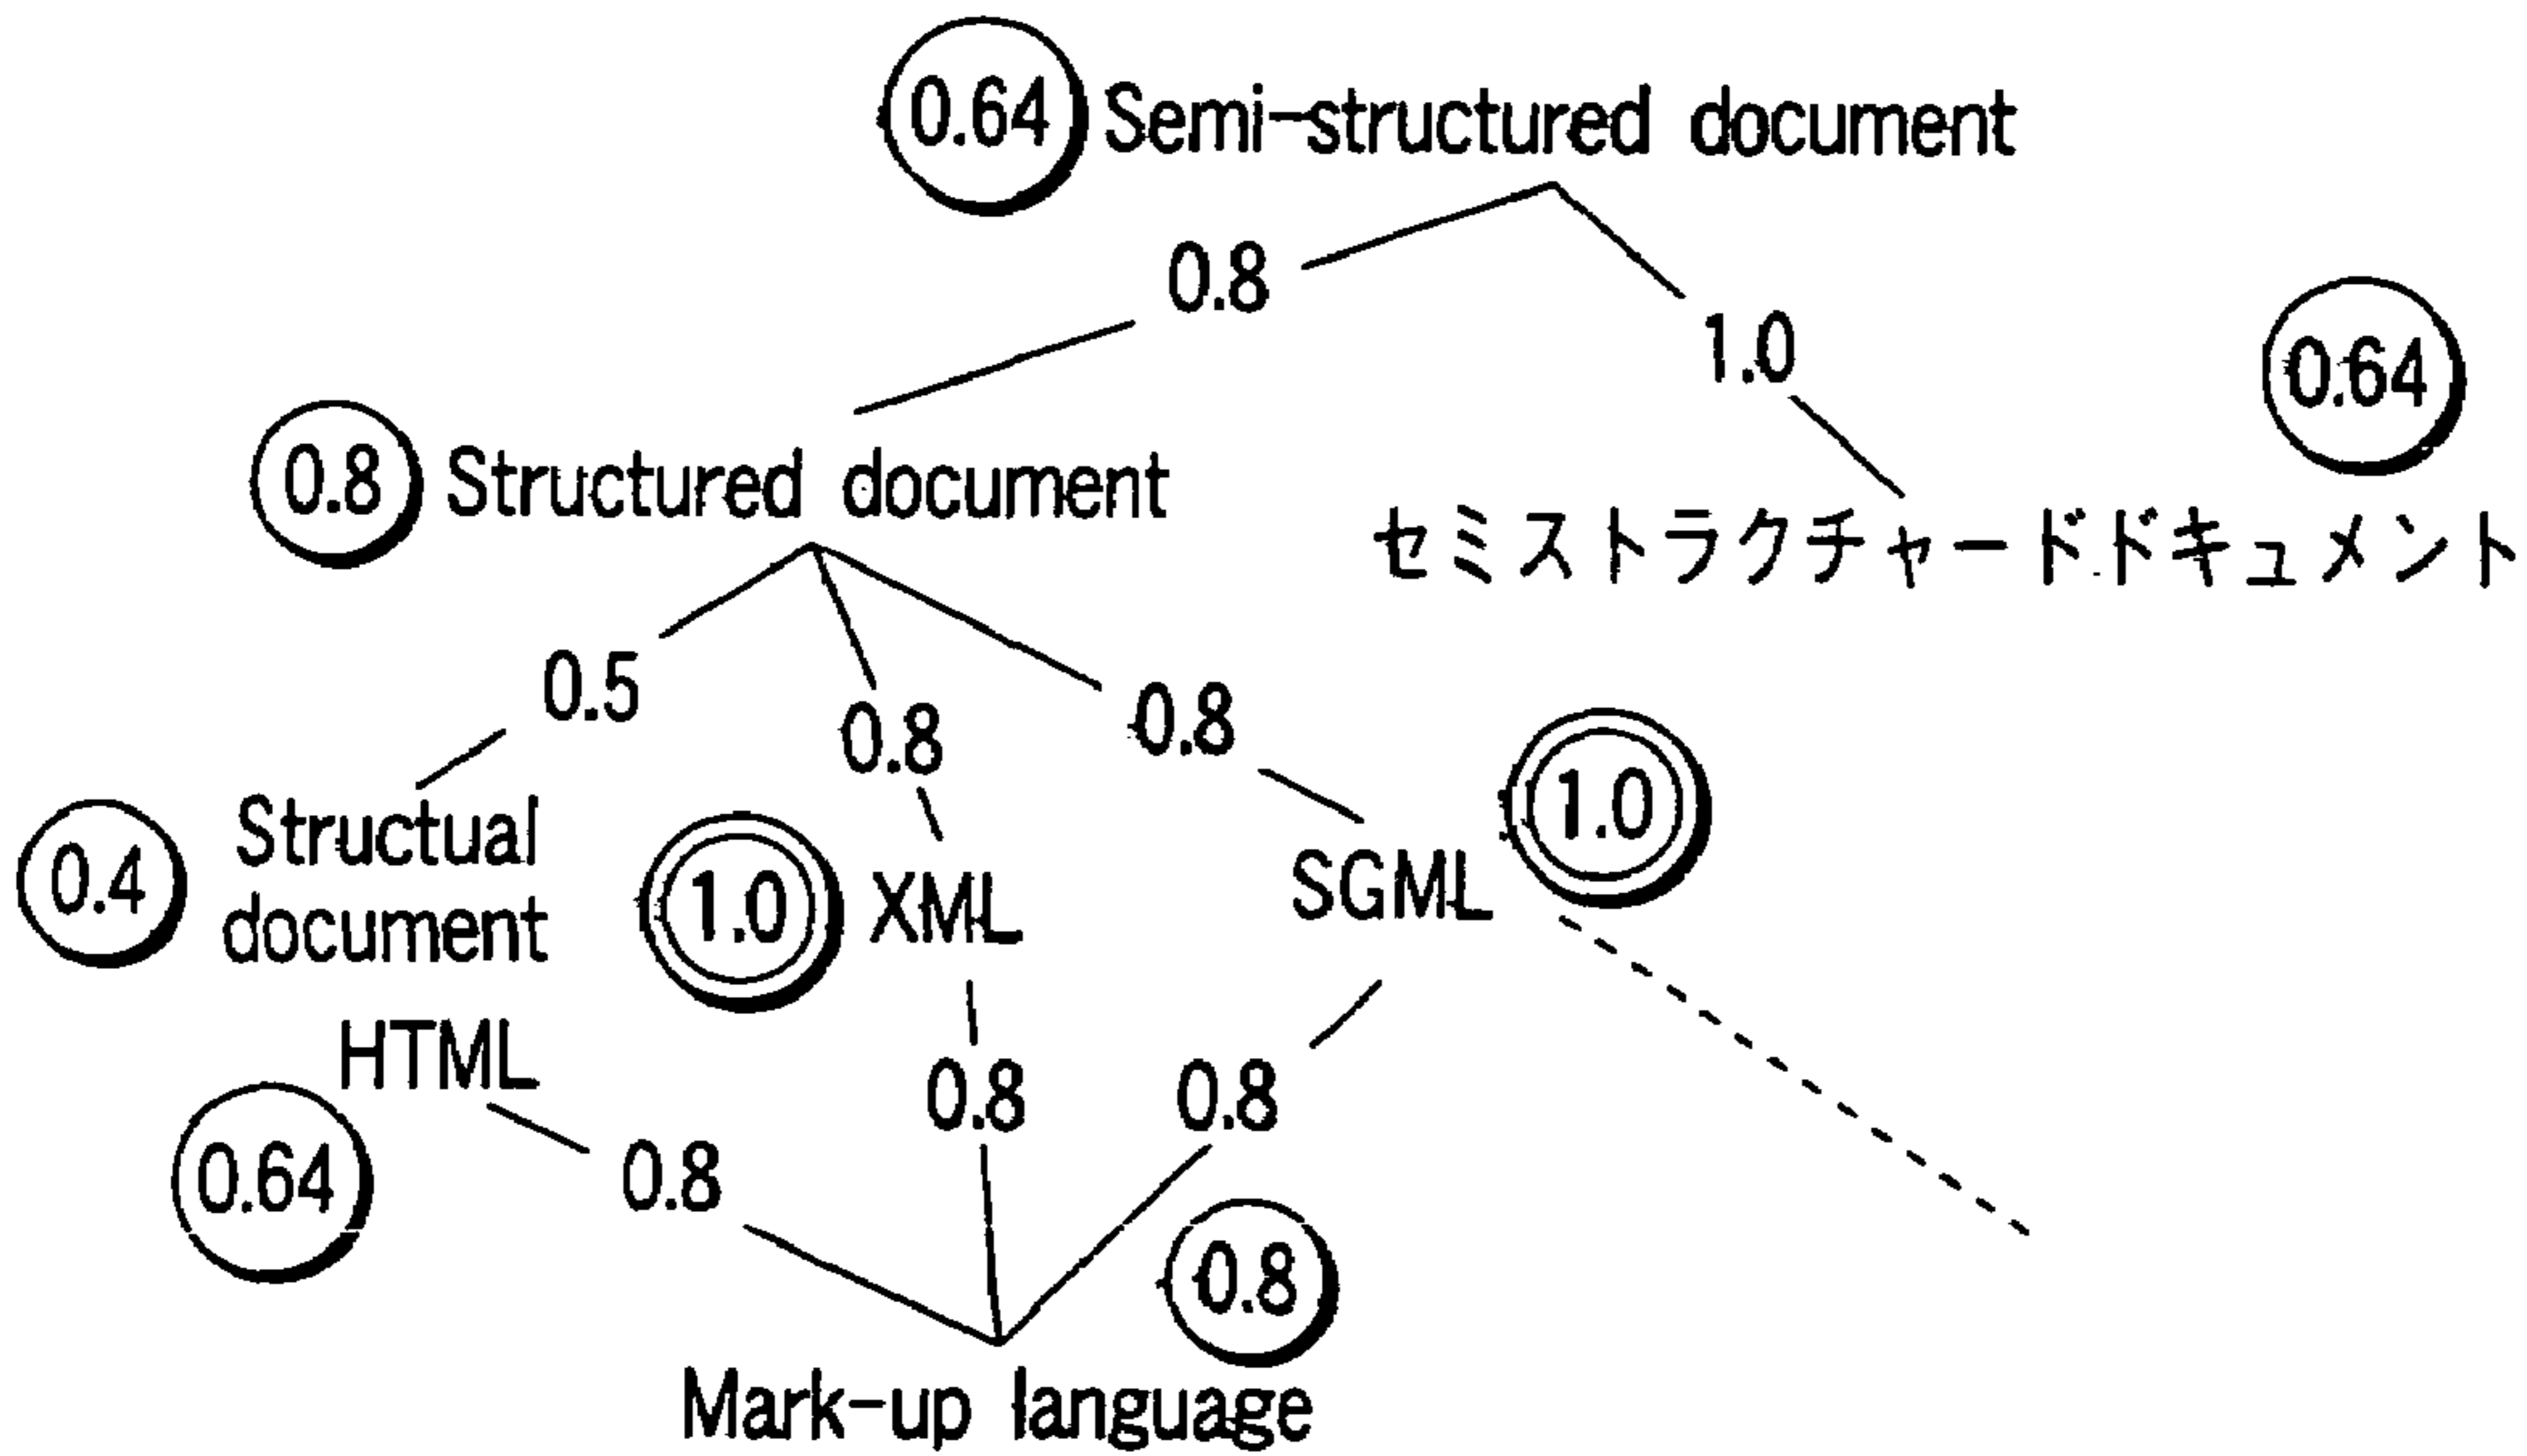 0.64 Semi-structured document
0.8
1.0
0.64
0.8 Structured document
セミストラクチャードドキュメント
0.5
0.8
0.8
1.0
0.4
Structual
document
1.0 XML
SGML
HTML
0.8
0.8
0.64
0.8
0.8
Mark-up language